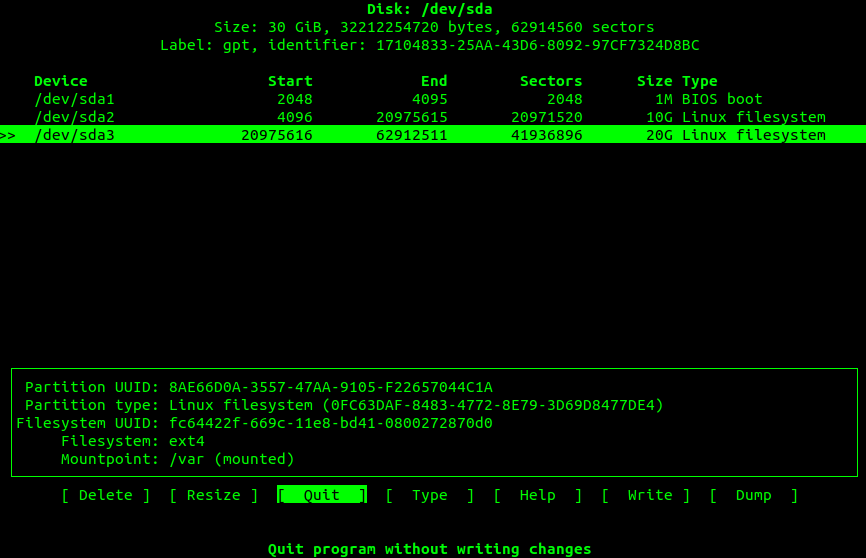 Disk: /dev/sda
Size: 30 GiB, 32212254720 bytes, 62914560 sectors
Label: gpt, identifier: 17104833-25AA-43D6-8092-97CF7324D8BC
Device Start End Sectors Size Type
/dev/sda1 2048 4095 2048 1M BIOS boot
/dev/sda2 4096 20975615 20971520 10G Linux filesystem
>> /dev/sda3 20975616 62912511 41936896 20G Linux filesystem
Partition UUID: 8AE66D0A-3557-47AA-9105-F22657044C1A
Partition type: Linux filesystem (0FC63DAF-8483-4772-8E79-3D69D8477DE4)
Filesystem UUID: fc64422f-669c-11e8-bd41-0800272870d0
Filesystem: ext4
Mountpoint: /var (mounted)
[ Delete ] [ Resize ] [ Quit ] [ Type ] [ Help ] [ Write ] [ Dump ]
Quit program without writing changes